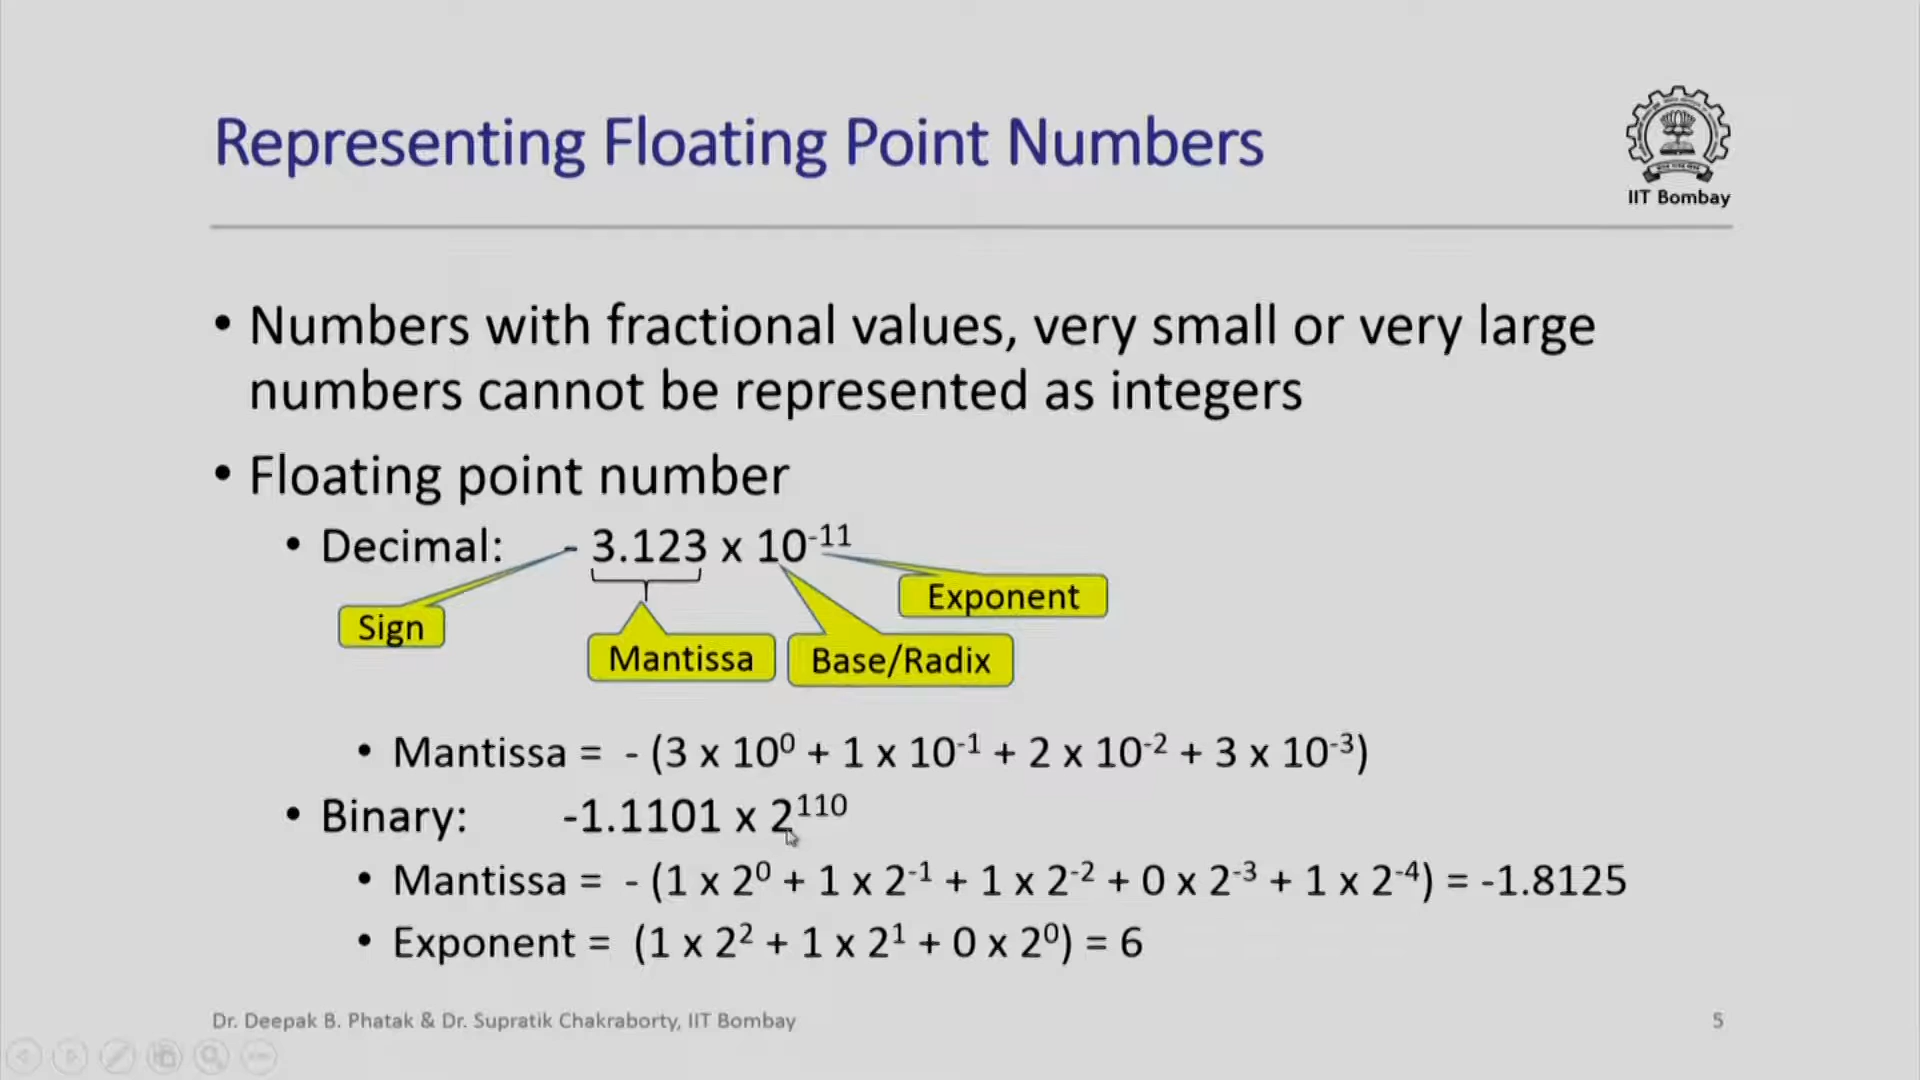 Representing Floating Point Numbers
IIT Bombay
• Numbers with fractional values, very small or very large
numbers cannot be represented as integers
• Floating point number
• Decimal: - 3.123 x 10⁻¹¹
Exponent
Sign
Mantissa
Base/Radix
• Mantissa = - (3 x 10⁰ + 1 x 10⁻¹ + 2 x 10⁻² + 3 x 10⁻³)
• Binary: -1.1101 x 2¹¹⁰
• Mantissa = - (1 x 2⁰ + 1 x 2⁻¹ + 1 x 2⁻² + 0 x 2⁻³ + 1 x 2⁻⁴) = -1.8125
• Exponent = (1 x 2² + 1 x 2¹ + 0 x 2⁰) = 6
Dr. Deepak B. Phatak & Dr. Supratik Chakraborty, IIT Bombay
5